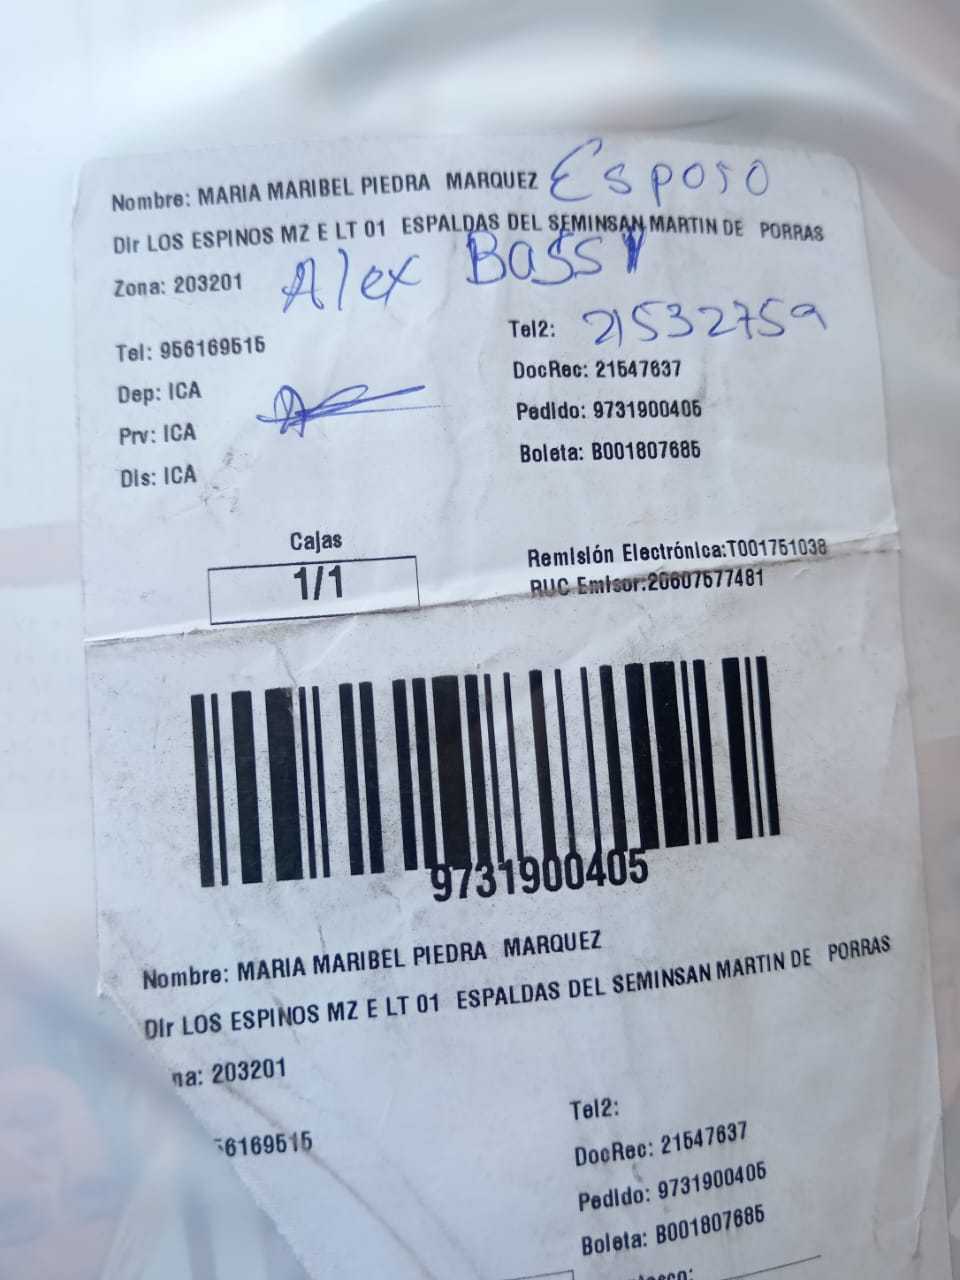 Nombre: MARIA MARIBEL PIEDRA MARQUEZ Esposo
Dir LOS ESPINOS MZ E LT 01 ESPALDAS DEL SEMINSAN MARTIN DE PORRAS
Zona: 203201 Alex Bassy
Tel: 956169515
Tel2: 21532759
Dep: ICA
DocRec: 21547637
Prv: ICA
Pedido: 9731900405
Dis: ICA
Boleta: B001807685
Cajas
1/1
Remisión Electrónica:T001751038
RUC Emisor:20607577481
9731900405
Nombre: MARIA MARIBEL PIEDRA MARQUEZ
Dir LOS ESPINOS MZ E LT 01 ESPALDAS DEL SEMINSAN MARTIN DE PORRAS
na: 203201
56169515
Tel2:
DocRec: 21547637
Pedido: 9731900405
Boleta: B001807685